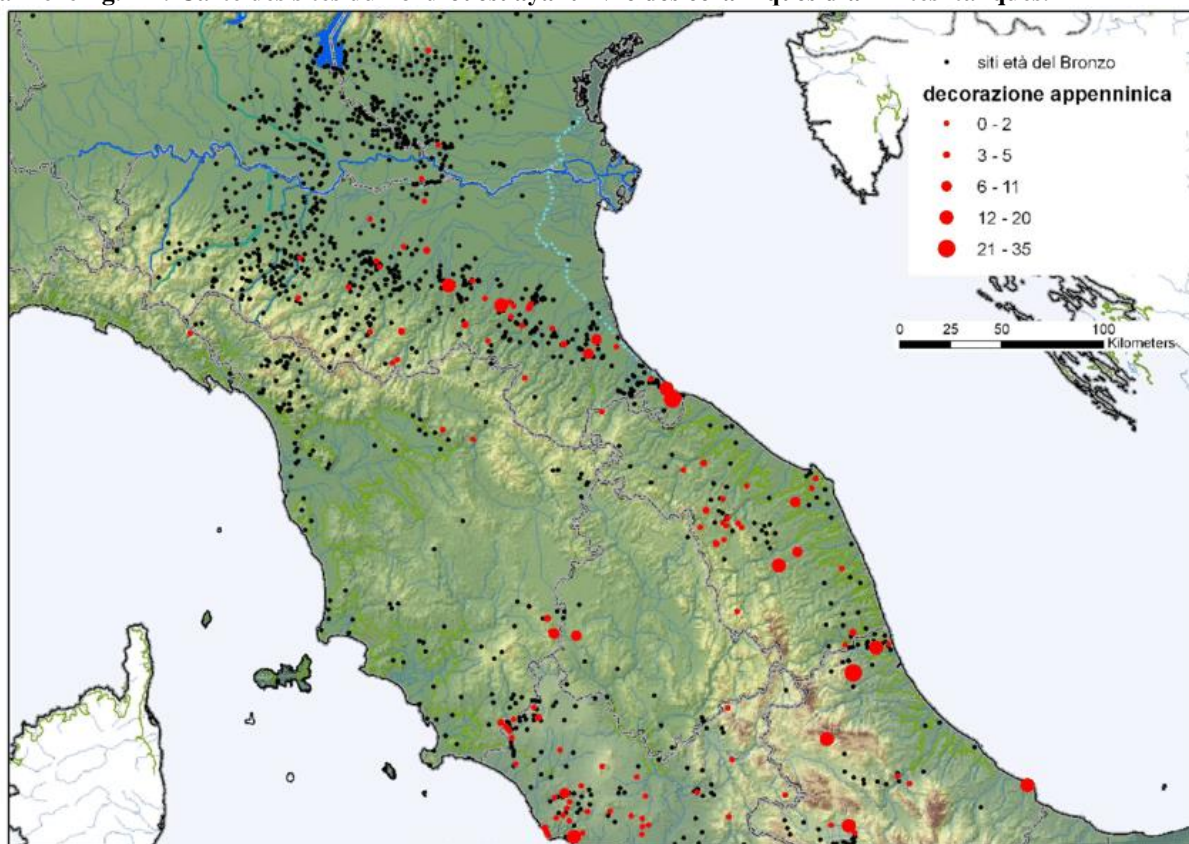 siti età del Bronzo
decorazione appenninica
0 - 2
3 - 5
6 - 11
12 - 20
21 - 35
0 25 50 100
Kilometers